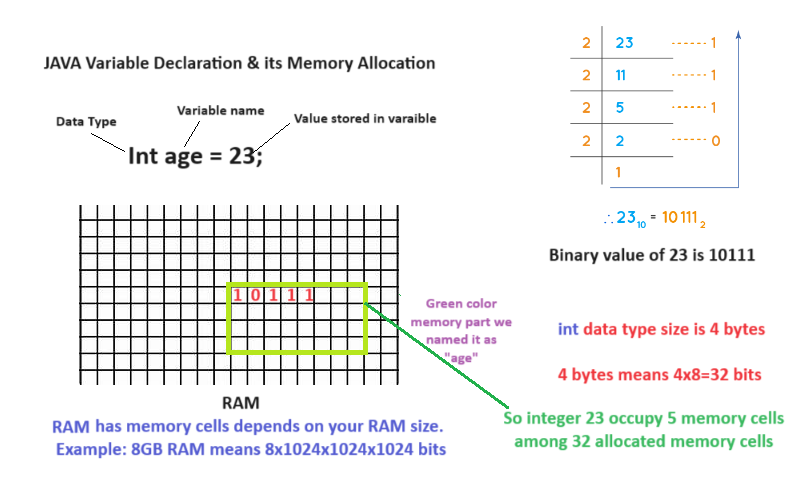 JAVA Variable Declaration & its Memory Allocation
Data Type
Variable name
Value stored in varaible
Int age = 23;
2 23 ------ 1
2 11 ------ 1
2 5 ------ 1
2 2 ------ 0
1
∴ 23₁₀ = 10111₂
Binary value of 23 is 10111
1 0 1 1 1
Green color
memory part we
named it as
"age"
int data type size is 4 bytes
4 bytes means 4x8=32 bits
So integer 23 occupy 5 memory cells
among 32 allocated memory cells
RAM
RAM has memory cells depends on your RAM size.
Example: 8GB RAM means 8x1024x1024x1024 bits